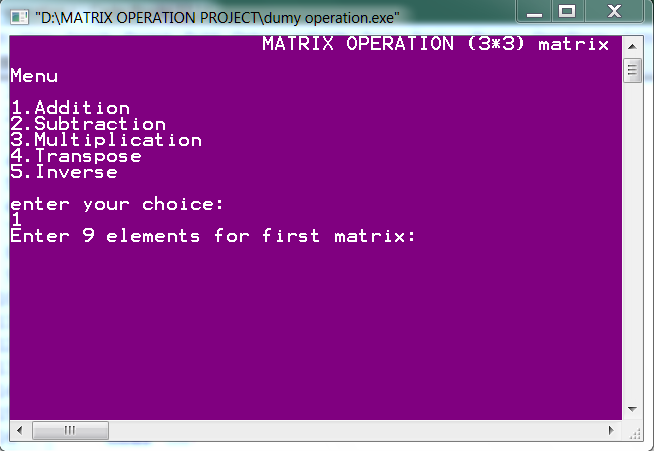 "D:\MATRIX OPERATION PROJECT\dumy operation.exe"
MATRIX OPERATION (3*3) matrix
Menu
1.Addition
2.Subtraction
3.Multiplication
4.Transpose
5.Inverse
enter your choice:
1
Enter 9 elements for first matrix: